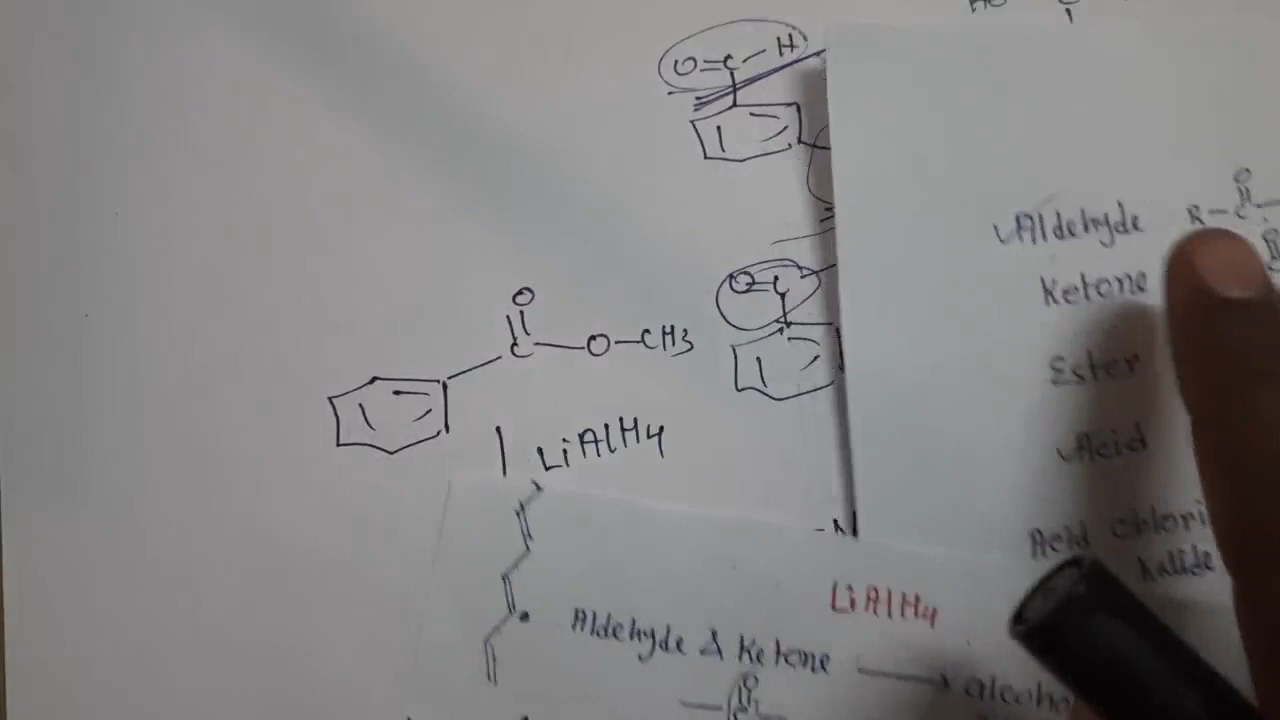 O=C-H
Aldehyde R-C
O
Ketone
O=C
O
C-O-CH3
Ester
LiAlH4
Acid
Acid Chlori
halide
LiAlH4
Aldehyde & Ketone → alcoho
O
C